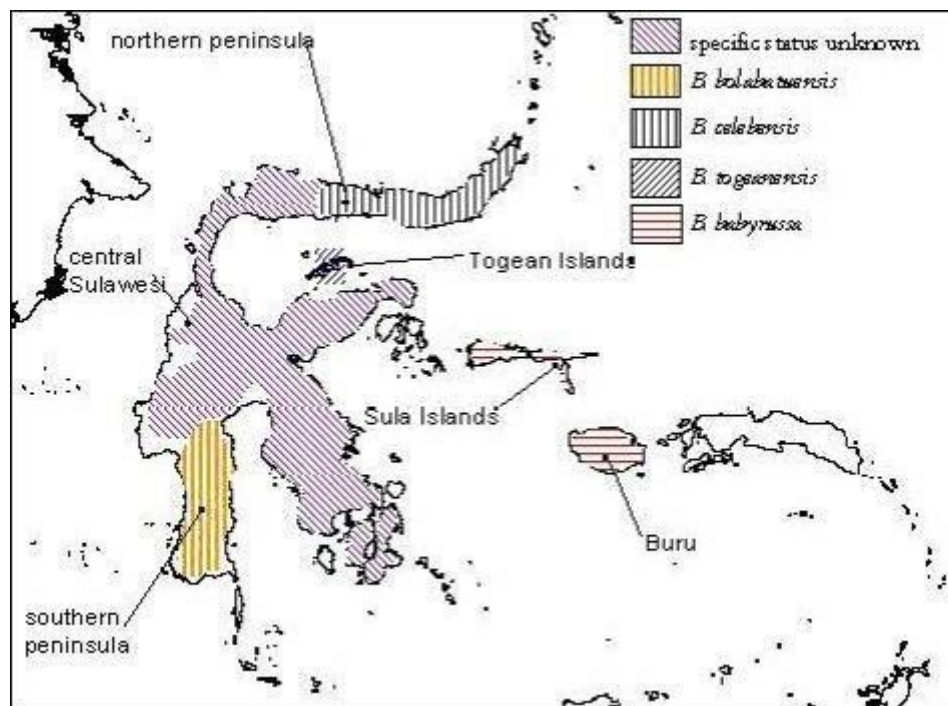 northern peninsula
specific status unknown
B. bolabatuensis
B. celebensis
B. togeanensis
B. babyrussa
central
Sulawesi
Togean Islands
Sula Islands
Buru
southern
peninsula